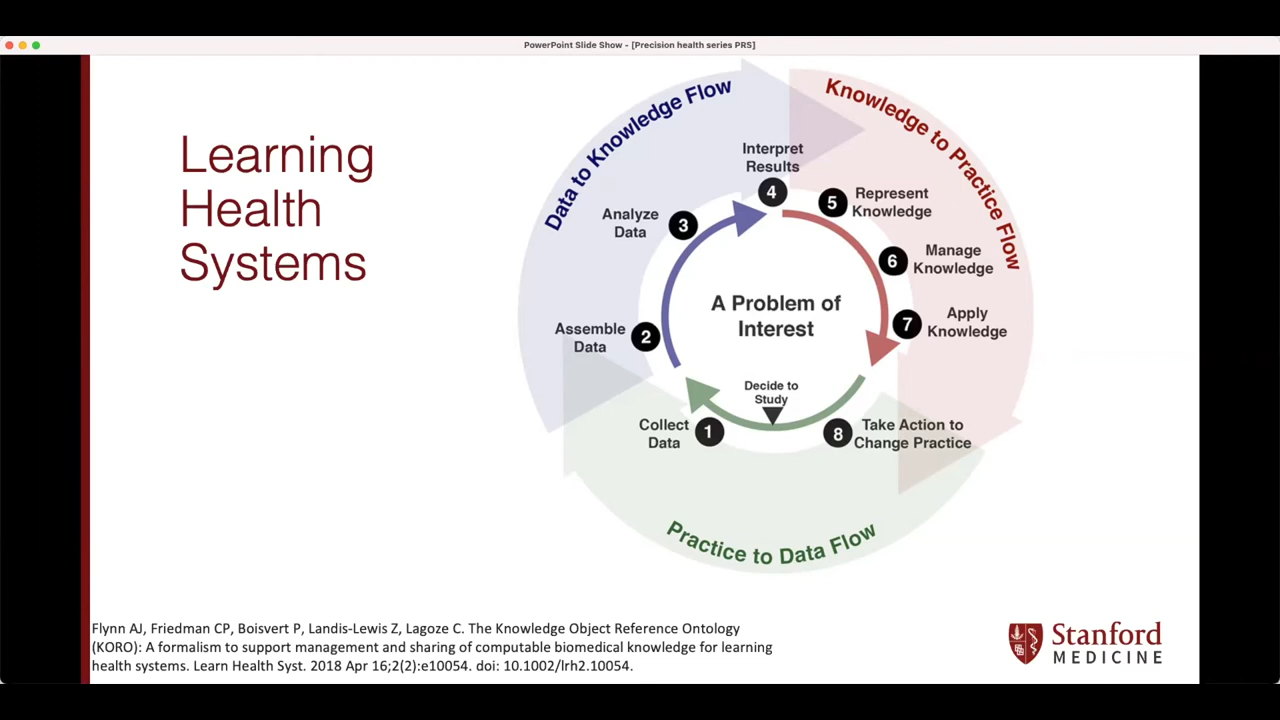 PowerPoint Slide Show - [Precision health series PRS]
Learning
Health
Systems
Data to Knowledge Flow
Knowledge to Practice Flow
Practice to Data Flow
A Problem of
Interest
Decide to
Study
1
Collect
Data
2
Assemble
Data
3
Analyze
Data
4
Interpret
Results
5
Represent
Knowledge
6
Manage
Knowledge
7
Apply
Knowledge
8
Take Action to
Change Practice
Flynn AJ, Friedman CP, Boisvert P, Landis-Lewis Z, Lagoze C. The Knowledge Object Reference Ontology
(KORO): A formalism to support management and sharing of computable biomedical knowledge for learning
health systems. Learn Health Syst. 2018 Apr 16;2(2):e10054. doi: 10.1002/lrh2.10054.
Stanford
MEDICINE